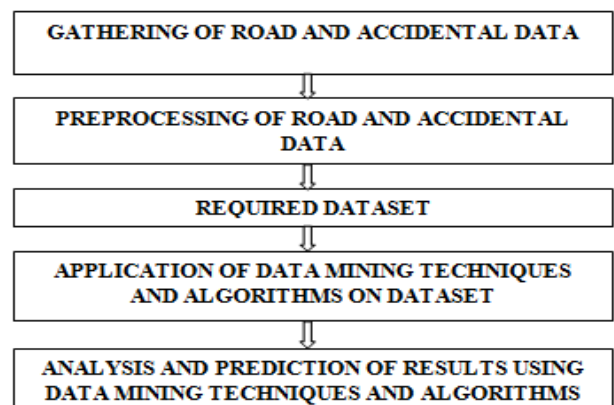 GATHERING OF ROAD AND ACCIDENTAL DATA
PREPROCESSING OF ROAD AND ACCIDENTAL
DATA
REQUIRED DATASET
APPLICATION OF DATA MINING TECHNIQUES
AND ALGORITHMS ON DATASET
ANALYSIS AND PREDICTION OF RESULTS USING
DATA MINING TECHNIQUES AND ALGORITHMS